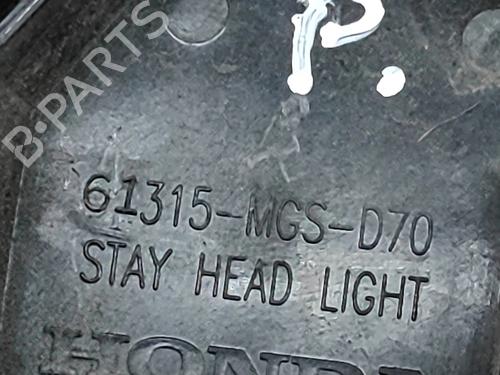 B-PARTS
P.
61315-MGS-D70
STAY HEAD LIGHT
HONDA